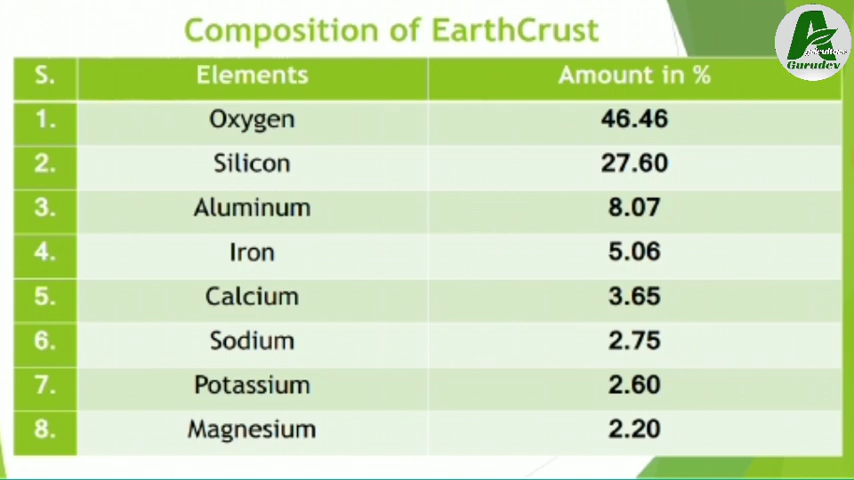 Composition of EarthCrust
S. Elements Amount in %
1. Oxygen 46.46
2. Silicon 27.60
3. Aluminum 8.07
4. Iron 5.06
5. Calcium 3.65
6. Sodium 2.75
7. Potassium 2.60
8. Magnesium 2.20
A
Gurudev